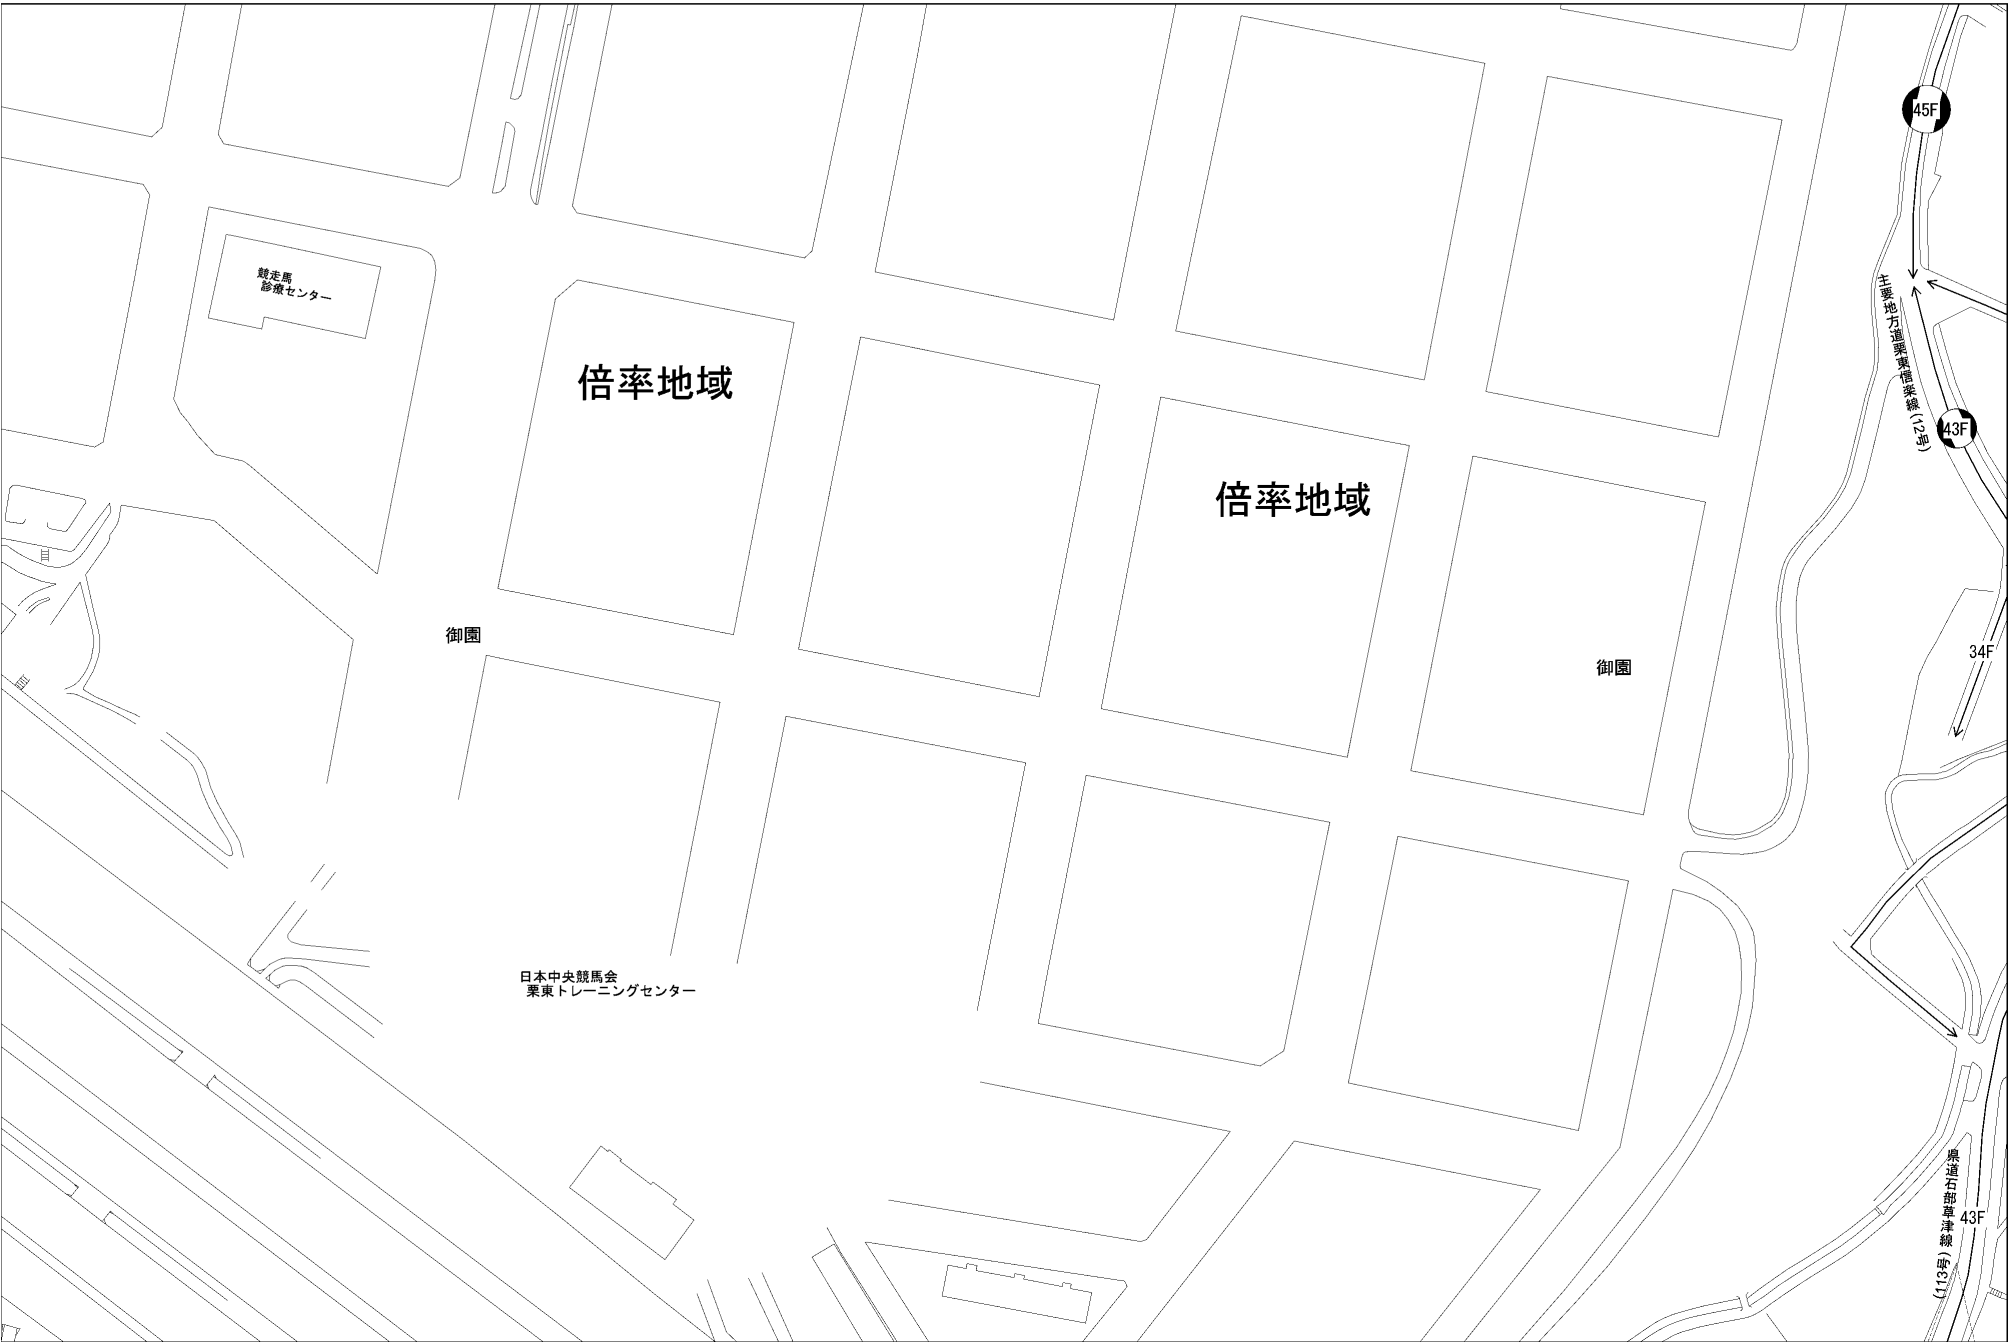 45F
競走馬
診療センター
主要地方道栗東信楽線(12号)
倍率地域
43F
倍率地域
御園
34F
御園
日本中央競馬会
栗東トレーニングセンター
県道石部草津線(113号)
43F